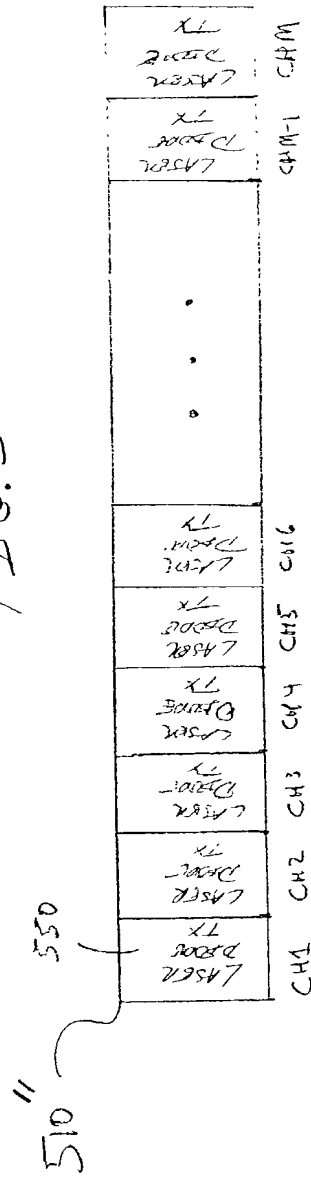 510"
550
LASER
DIODE
TX
LASER
DIODE
TX
LASER
DIODE
TX
LASER
DIODE
TX
LASER
DIODE
TX
LASER
DIODE
TX
. . .
LASER
DIODE
TX
LASER
DIODE
TX
CH1 CH2 CH3 CH4 CH5 CH6 CHM-1 CHM